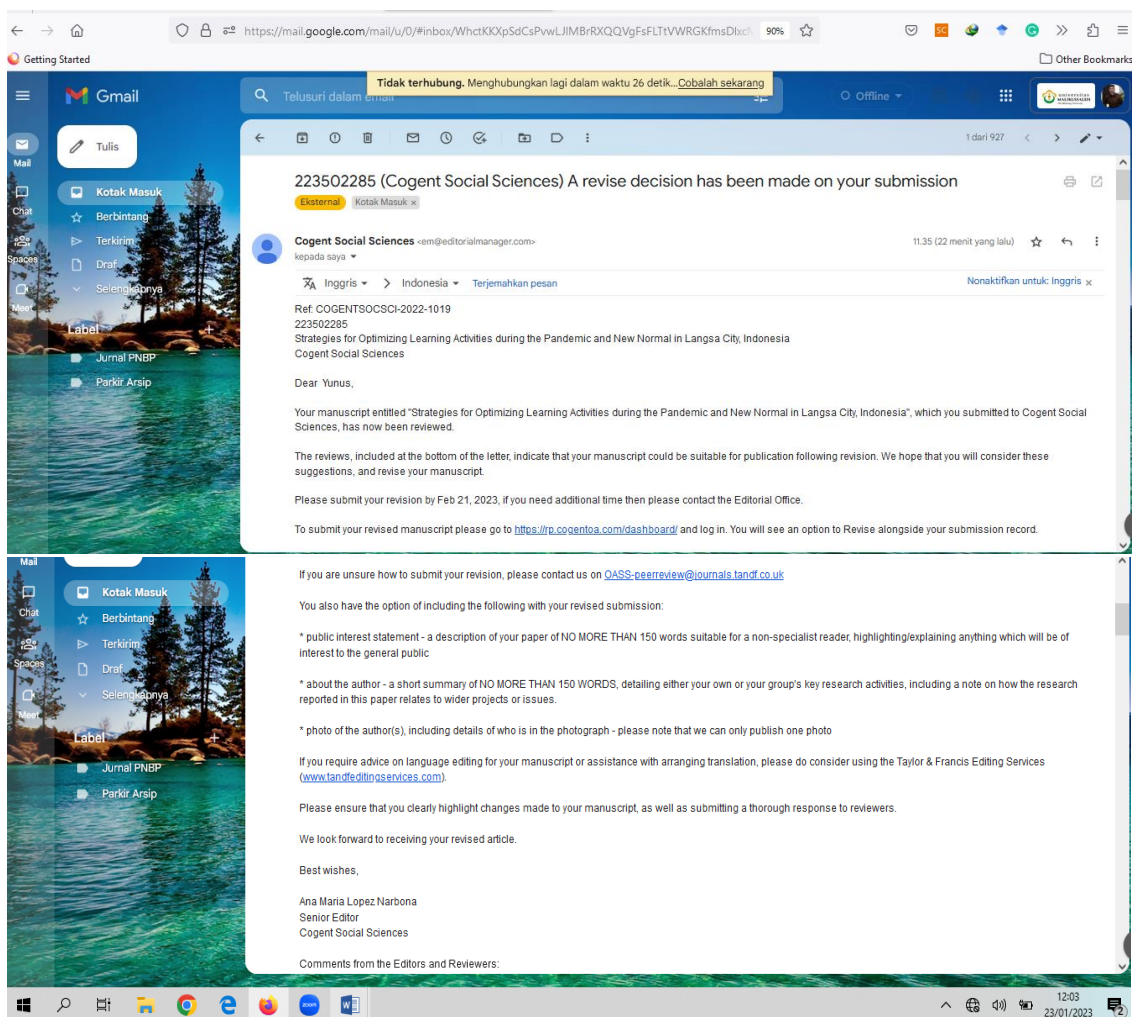 https://mail.google.com/mail/u/0/#inbox/WhctKKXpSdCsPvwLJlMBrRXQQVgFsFLTtVWRGKfmsDlxcl
90%
Getting Started
Other Bookmarks
Gmail
Telusuri dalam email
Tidak terhubung. Menghubungkan lagi dalam waktu 26 detik... Cobalah sekarang
Offline
universitas
MALIKUSSALEH
Mail
Chat
Spaces
Meet
Tulis
Kotak Masuk
Berbintang
Terkirim
Draf
Selengkapnya
Label
Jurnal PNBP
Parkir Arsip
1 dari 927
223502285 (Cogent Social Sciences) A revise decision has been made on your submission
Eksternal
Kotak Masuk ×
Cogent Social Sciences <em@editorialmanager.com>
11.35 (22 menit yang lalu)
kepada saya
Inggris > Indonesia Terjemahkan pesan
Nonaktifkan untuk: Inggris ×
Ref: COGENTSOCSCI-2022-1019
223502285
Strategies for Optimizing Learning Activities during the Pandemic and New Normal in Langsa City, Indonesia
Cogent Social Sciences
Dear Yunus,
Your manuscript entitled "Strategies for Optimizing Learning Activities during the Pandemic and New Normal in Langsa City, Indonesia", which you submitted to Cogent Social
Sciences, has now been reviewed.
The reviews, included at the bottom of the letter, indicate that your manuscript could be suitable for publication following revision. We hope that you will consider these
suggestions, and revise your manuscript.
Please submit your revision by Feb 21, 2023, if you need additional time then please contact the Editorial Office.
To submit your revised manuscript please go to https://rp.cogentoa.com/dashboard/ and log in. You will see an option to Revise alongside your submission record.
Mail
Chat
Spaces
Meet
Kotak Masuk
Berbintang
Terkirim
Draf
Selengkapnya
Label
Jurnal PNBP
Parkir Arsip
If you are unsure how to submit your revision, please contact us on OASS-peerreview@journals.tandf.co.uk
You also have the option of including the following with your revised submission:
* public interest statement - a description of your paper of NO MORE THAN 150 words suitable for a non-specialist reader, highlighting/explaining anything which will be of
interest to the general public
* about the author - a short summary of NO MORE THAN 150 WORDS, detailing either your own or your group's key research activities, including a note on how the research
reported in this paper relates to wider projects or issues.
* photo of the author(s), including details of who is in the photograph - please note that we can only publish one photo
If you require advice on language editing for your manuscript or assistance with arranging translation, please do consider using the Taylor & Francis Editing Services
(www.tandfeditingservices.com).
Please ensure that you clearly highlight changes made to your manuscript, as well as submitting a thorough response to reviewers.
We look forward to receiving your revised article.
Best wishes,
Ana Maria Lopez Narbona
Senior Editor
Cogent Social Sciences
Comments from the Editors and Reviewers:
zoom
12:03
23/01/2023
2